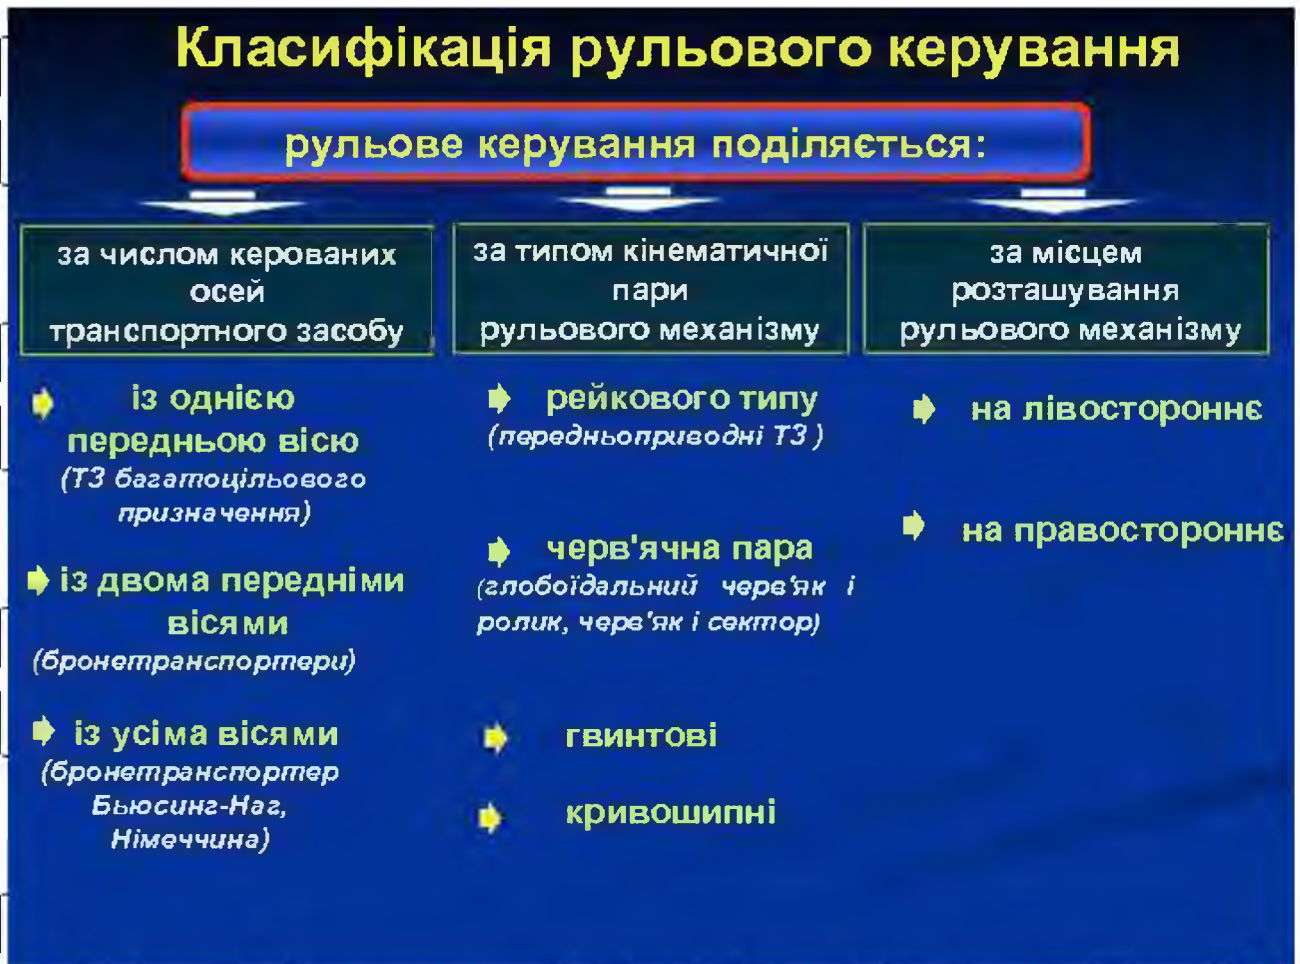 Класифікація рульового керування
рульове керування поділяється:
за числом керованих
осей
транспортного засобу
із однією
передньою вісю
(ТЗ багатоцільового
призначення)
із двома передніми
вісями
(бронетранспортери)
із усіма вісями
(бронетранспортер
Бьюсинг-Наг,
Німеччина)
за типом кінематичної
пари
рульового механізму
рейкового типу
(передньоприводні ТЗ )
черв'ячна пара
(глобоїдальний черв'як і
ролик, черв'як і сектор)
гвинтові
кривошипні
за місцем
розташування
рульового механізму
на лівостороннє
на правостороннє